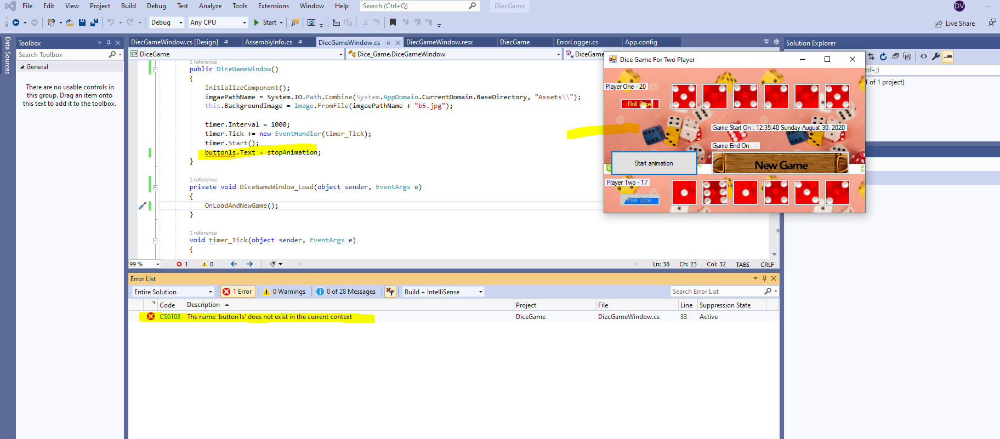 File Edit View Project Build Debug Test Analyze Tools Extensions Window Help Search (Ctrl+Q) DiecGame DV
Debug Any CPU Start Live Share
Data Sources
Toolbox
Search Toolbox
General
There are no usable controls in
this group. Drag an item onto
this text to add it to the toolbox.
DiecGameWindow.cs [Design] AssemblyInfo.cs DiecGameWindow.cs DiecGameWindow.resx DiecGame ErrorLogger.cs App.config
C# DiceGame Dice_Game.DiceGameWindow DiceGame
1 reference
public DiceGameWindow()
{
InitializeComponent();
imgaePathName = System.IO.Path.Combine(System.AppDomain.CurrentDomain.BaseDirectory, "Assets\\");
this.BackgroundImage = Image.FromFile(imgaePathName + "b5.jpg");
timer.Interval = 1000;
timer.Tick += new EventHandler(timer_Tick);
timer.Start();
button1s.Text = stopAnimation;
}
1 reference
private void DiceGameWindow_Load(object sender, EventArgs e)
{
OnLoadAndNewGame();
}
1 reference
void timer_Tick(object sender, EventArgs e)
{
99 % 1 0 Ln: 38 Ch: 23 Col: 32 TABS CRLF
Dice Game For Two Player
Player One - 20
Roll Dice
Game Start On : 12:35:40 Sunday August 30, 2020
Game End On : -
Start animation
New Game
Player Two - 17
Roll Dice
Solution Explorer
trl+;)
1 of 1 project)
Error List
Entire Solution 1 Error 0 Warnings 0 of 28 Messages Build + IntelliSense Search Error List
Code Description Project File Line Suppression State
CS0103 The name 'button1s' does not exist in the current context DiceGame DiecGameWindow.cs 33 Active